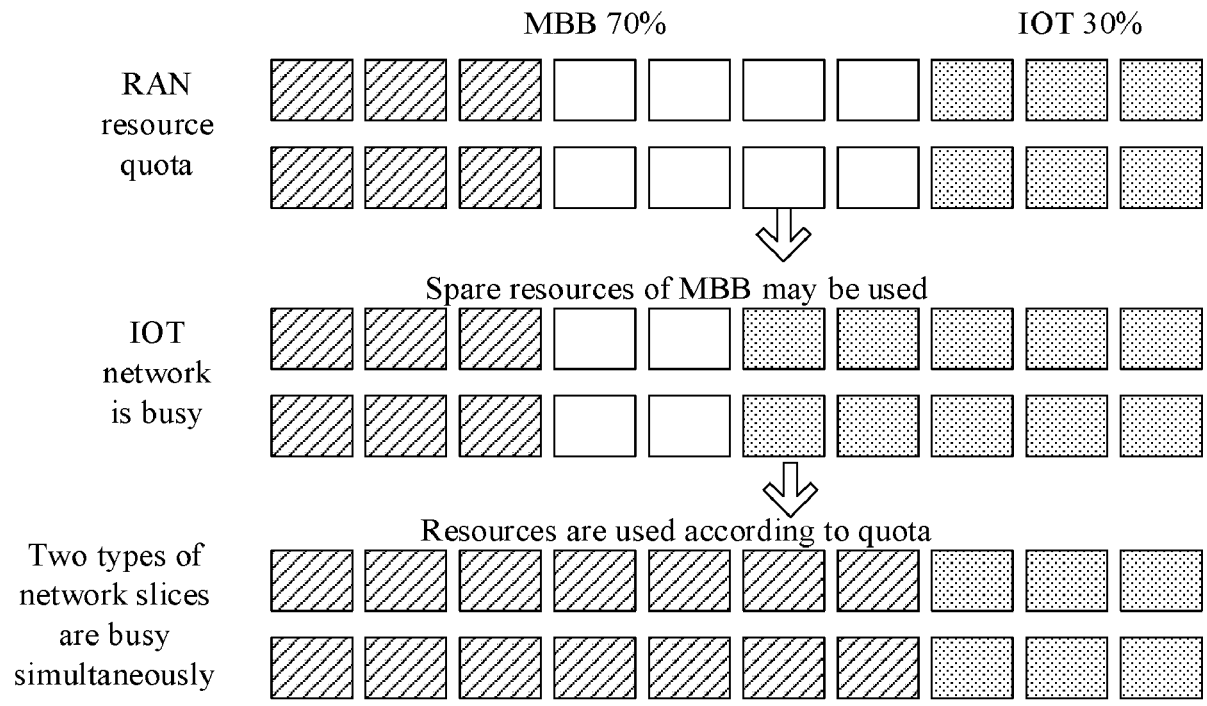 MBB 70%
IOT 30%
RAN
resource
quota
Spare resources of MBB may be used
IOT
network
is busy
Resources are used according to quota
Two types of
network slices
are busy
simultaneously